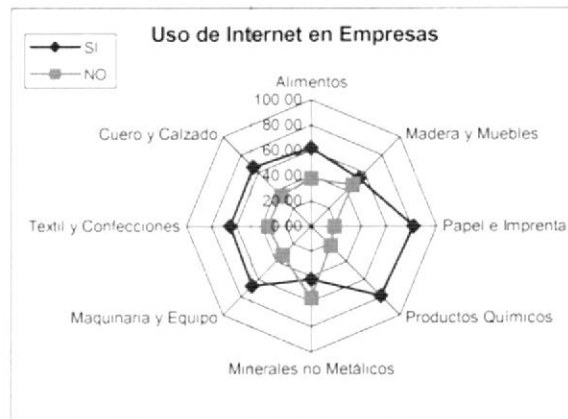 Uso de Internet en Empresas
SI
NO
Alimentos
100 00
80 00
60 00
40 00
20 00
0 00
Madera y Muebles
Papel e Imprenta
Productos Químicos
Minerales no Metálicos
Maquinaria y Equipo
Textil y Confecciones
Cuero y Calzado